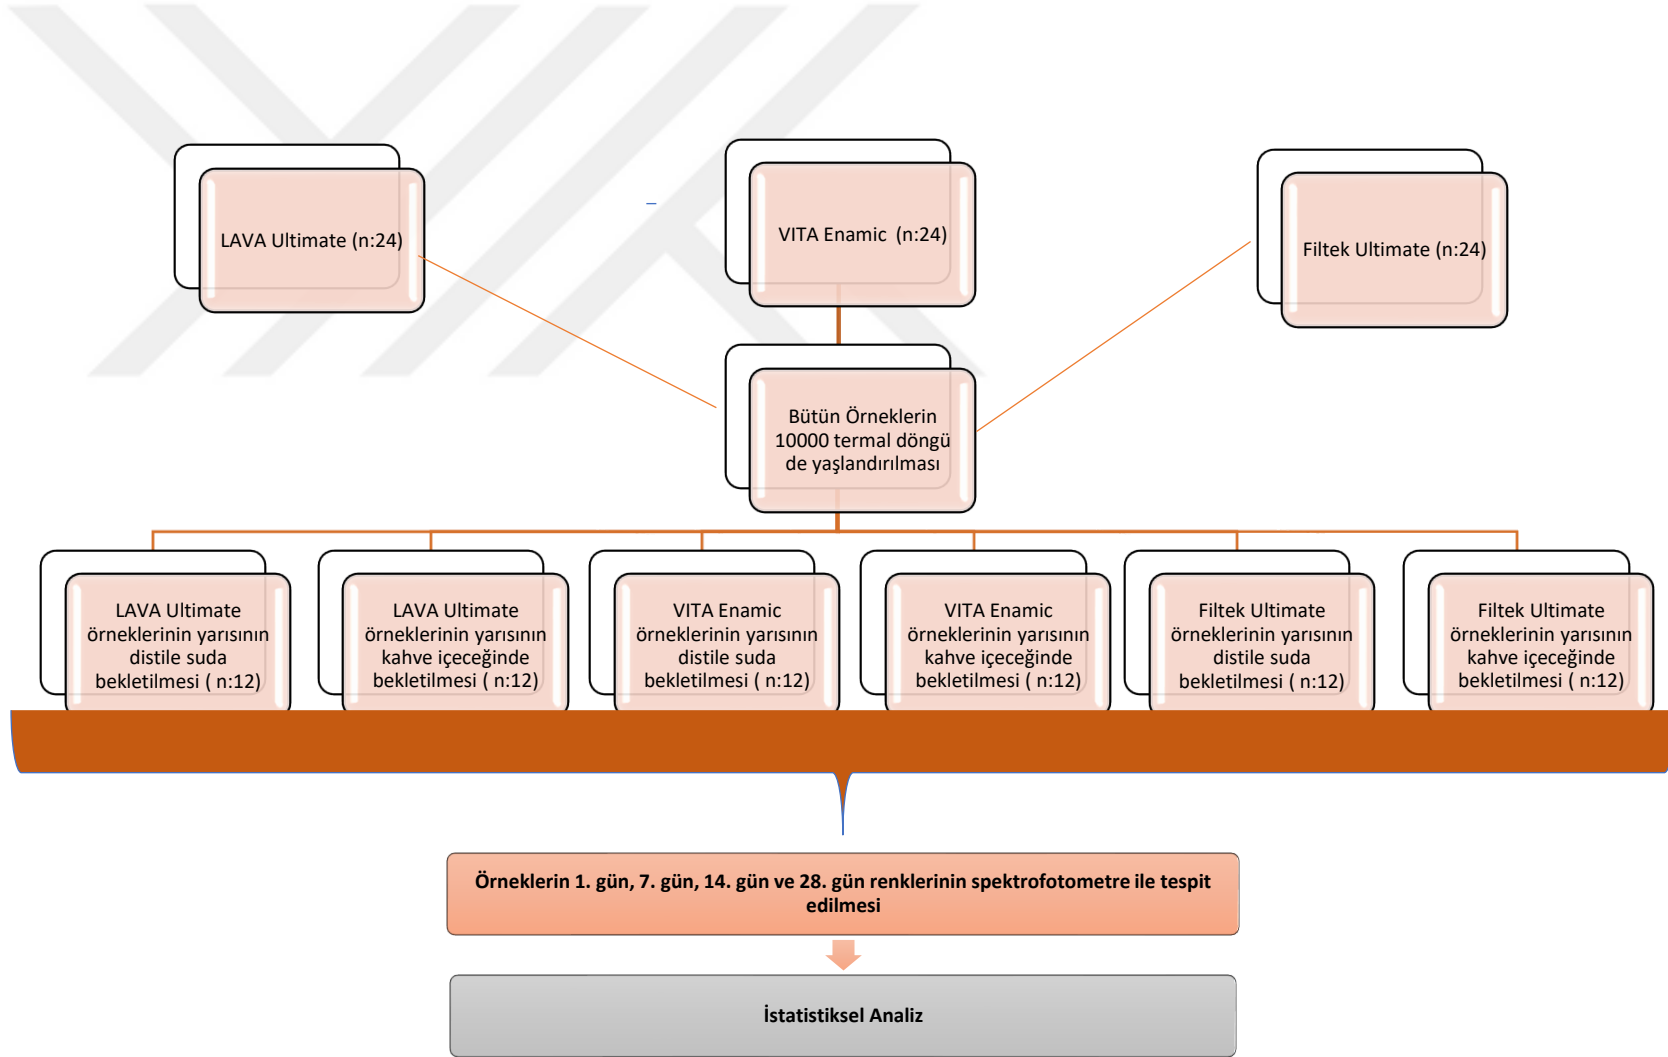 LAVA Ultimate (n:24)
VITA Enamic  (n:24)
Filtek Ultimate (n:24)
Bütün Örneklerin
10000 termal döngü
de yaşlandırılması
LAVA Ultimate
örneklerinin yarısının
distile suda
bekletilmesi ( n:12)
LAVA Ultimate
örneklerinin yarısının
kahve içeceğinde
bekletilmesi ( n:12)
VITA Enamic
örneklerinin yarısının
distile suda
bekletilmesi ( n:12)
VITA Enamic
örneklerinin yarısının
kahve içeceğinde
bekletilmesi ( n:12)
Filtek Ultimate
örneklerinin yarısının
distile suda
bekletilmesi ( n:12)
Filtek Ultimate
örneklerinin yarısının
kahve içeceğinde
bekletilmesi ( n:12)
Örneklerin 1. gün, 7. gün, 14. gün ve 28. gün renklerinin spektrofotometre ile tespit
edilmesi
İstatistiksel Analiz